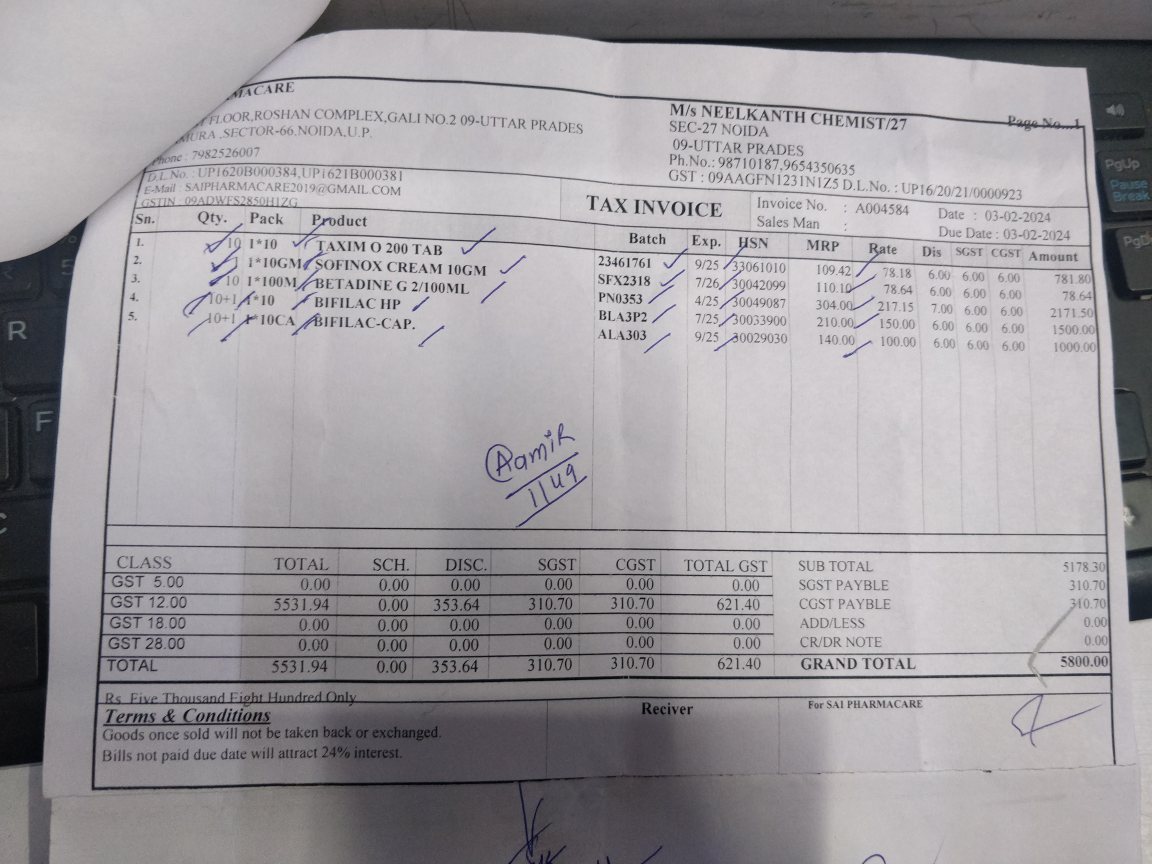 MACARE
FLOOR,ROSHAN COMPLEX,GALI NO.2 09-UTTAR PRADES
MURA ,SECTOR-66,NOIDA,U.P.
Phone : 7982526007
D.L.No. : UP1620B000384,UP1621B000381
E-Mail : SAIPHARMACARE2019@GMAIL.COM
GSTIN : 09ADWFS2850H1ZG
M/s NEELKANTH CHEMIST/27
Page No...1
SEC-27 NOIDA
09-UTTAR PRADES
Ph.No.: 98710187,9654350635
GST : 09AAGFN1231N1Z5 D.L.No. : UP16/20/21/0000923
TAX INVOICE
Invoice No. : A004584 Date : 03-02-2024
Sales Man : Due Date : 03-02-2024
Sn. Qty. Pack Product Batch Exp. HSN MRP Rate Dis SGST CGST Amount
1. 10 1*10 TAXIM O 200 TAB 23461761 9/25 33061010 109.42 78.18 6.00 6.00 6.00 781.80
2. 1 1*10GM SOFINOX CREAM 10GM SFX2318 7/26 30042099 110.10 78.64 6.00 6.00 6.00 78.64
3. 10 1*100M BETADINE G 2/100ML PN0353 4/25 30049087 304.00 217.15 7.00 6.00 6.00 2171.50
4. 10+1 1*10 BIFILAC HP BLA3P2 7/25 30033900 210.00 150.00 6.00 6.00 6.00 1500.00
5. 10+1 1*10CA BIFILAC-CAP. ALA303 9/25 30029030 140.00 100.00 6.00 6.00 6.00 1000.00
Aamir
1149
CLASS TOTAL SCH. DISC. SGST CGST TOTAL GST
GST 5.00 0.00 0.00 0.00 0.00 0.00 0.00
GST 12.00 5531.94 0.00 353.64 310.70 310.70 621.40
GST 18.00 0.00 0.00 0.00 0.00 0.00 0.00
GST 28.00 0.00 0.00 0.00 0.00 0.00 0.00
TOTAL 5531.94 0.00 353.64 310.70 310.70 621.40
SUB TOTAL 5178.30
SGST PAYBLE 310.70
CGST PAYBLE 310.70
ADD/LESS 0.00
CR/DR NOTE 0.00
GRAND TOTAL 5800.00
Rs. Five Thousand Eight Hundred Only
Terms & Conditions
Goods once sold will not be taken back or exchanged.
Bills not paid due date will attract 24% interest.
Reciver
For SAI PHARMACARE
R
F
C
PgUp
Pause
Break
PgD